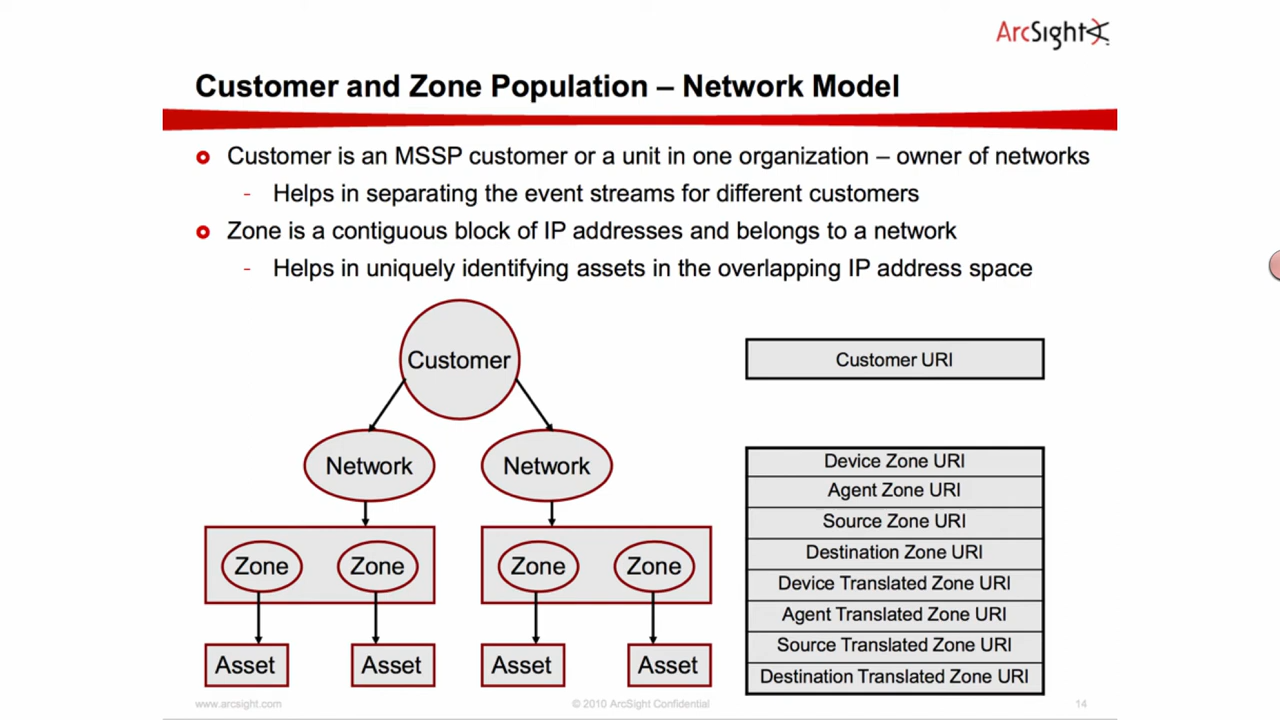 ArcSight
Customer and Zone Population – Network Model
Customer is an MSSP customer or a unit in one organization – owner of networks
- Helps in separating the event streams for different customers
Zone is a contiguous block of IP addresses and belongs to a network
- Helps in uniquely identifying assets in the overlapping IP address space
Customer
Network Network
Zone Zone Zone Zone
Asset Asset Asset Asset
Customer URI
Device Zone URI
Agent Zone URI
Source Zone URI
Destination Zone URI
Device Translated Zone URI
Agent Translated Zone URI
Source Translated Zone URI
Destination Translated Zone URI
www.arcsight.com © 2010 ArcSight Confidential 14